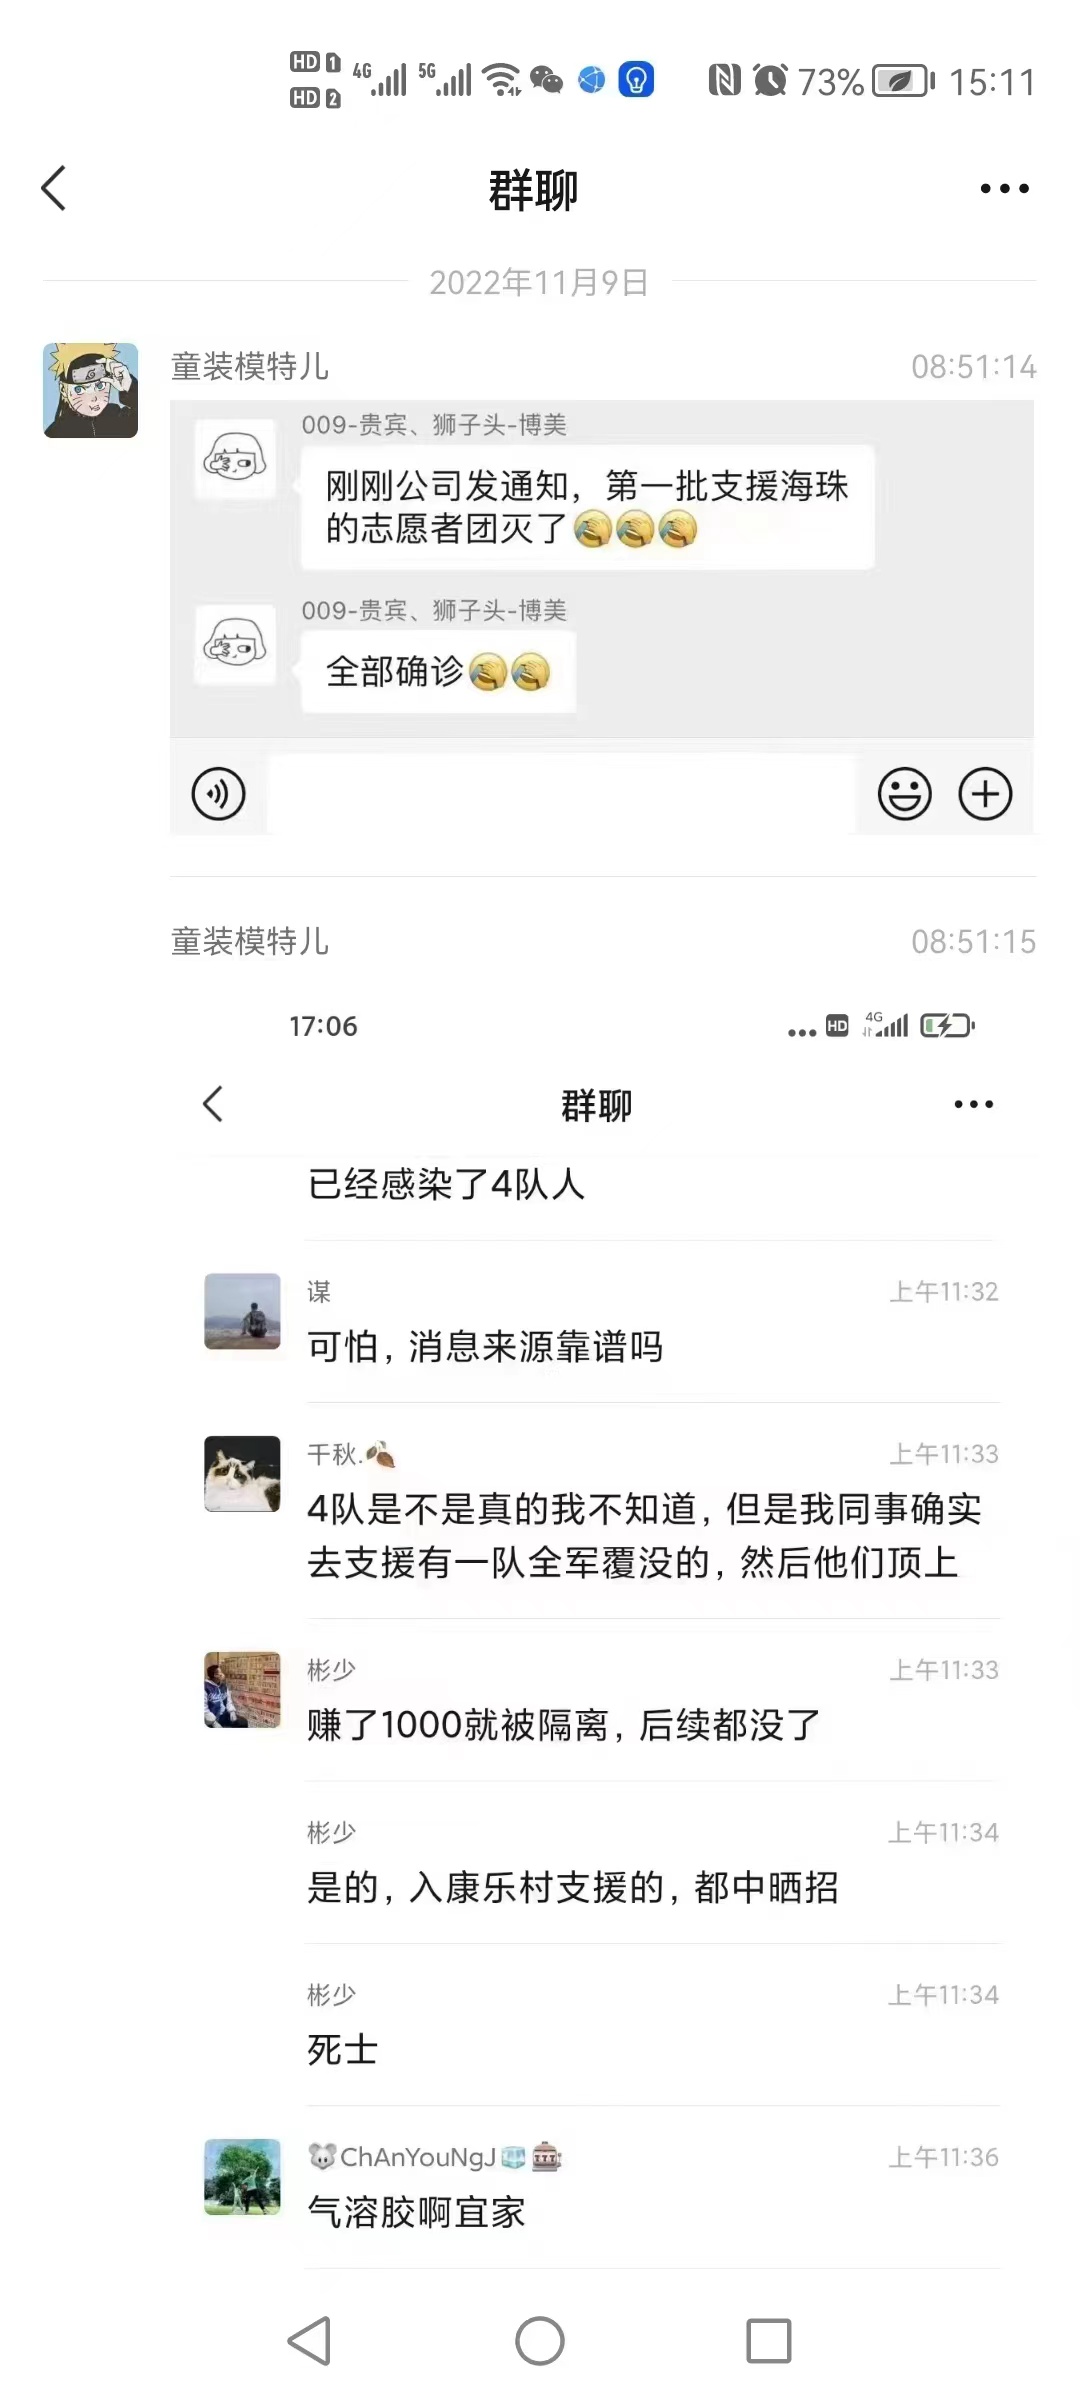 HD 1 4G 5G 73% 15:11
HD 2
群聊
2022年11月9日
童装模特儿 08:51:14
009-贵宾、狮子头-博美
刚刚公司发通知，第一批支援海珠
的志愿者团灭了🤦🤦🤦
009-贵宾、狮子头-博美
全部确诊🤦🤦
童装模特儿 08:51:15
17:06 HD 4G
群聊
已经感染了4队人
谋 上午11:32
可怕，消息来源靠谱吗
千秋.🍂 上午11:33
4队是不是真的我不知道，但是我同事确实
去支援有一队全军覆没的，然后他们顶上
彬少 上午11:33
赚了1000就被隔离，后续都没了
彬少 上午11:34
是的，入康乐村支援的，都中晒招
彬少 上午11:34
死士
🐭ChAnYouNgJ🧊🎰 上午11:36
气溶胶啊宜家